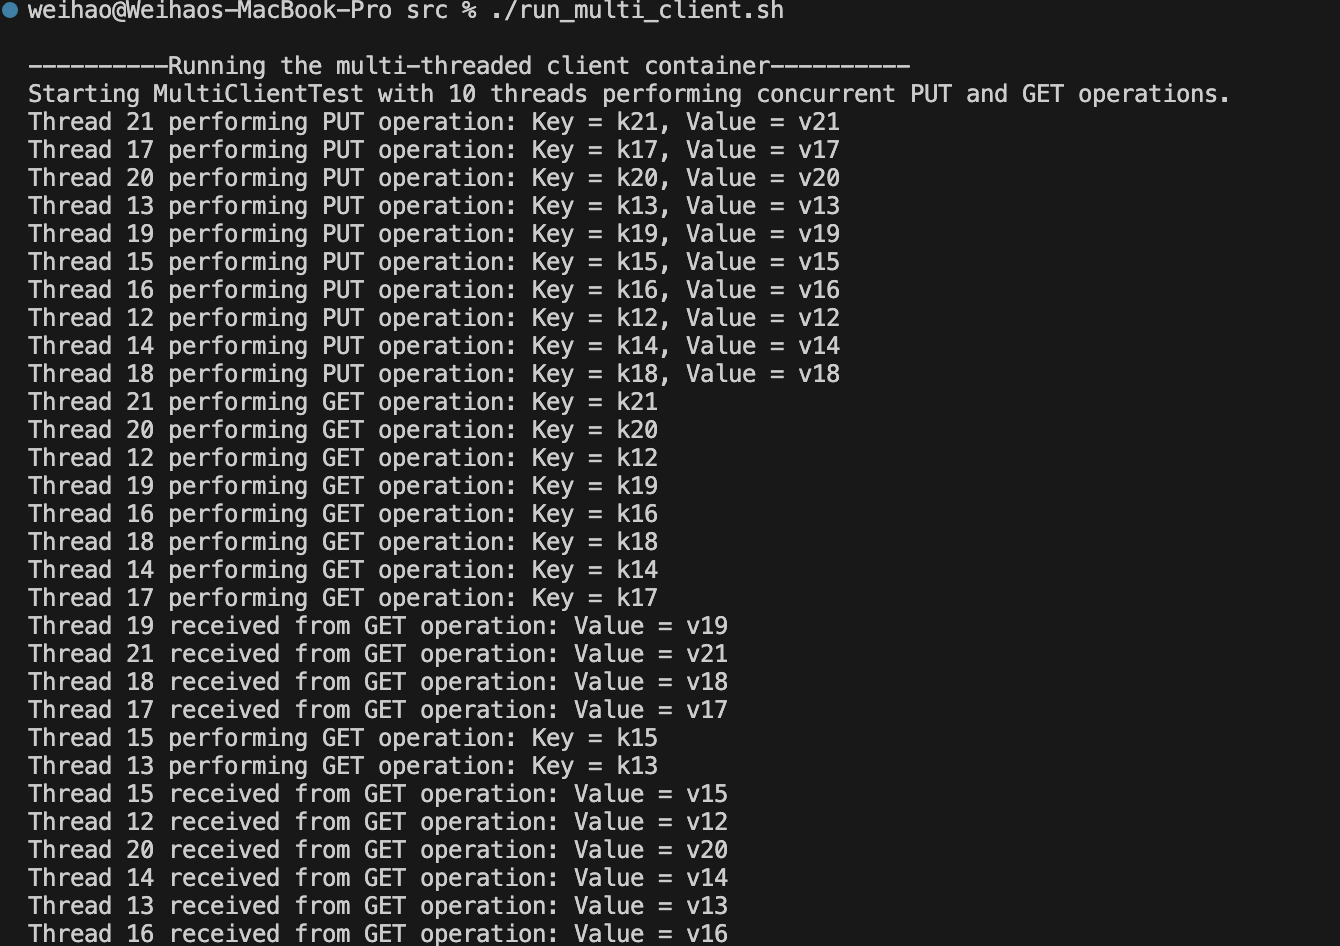 weihao@Weihaos-MacBook-Pro src % ./run_multi_client.sh
----------Running the multi-threaded client container----------
Starting MultiClientTest with 10 threads performing concurrent PUT and GET operations.
Thread 21 performing PUT operation: Key = k21, Value = v21
Thread 17 performing PUT operation: Key = k17, Value = v17
Thread 20 performing PUT operation: Key = k20, Value = v20
Thread 13 performing PUT operation: Key = k13, Value = v13
Thread 19 performing PUT operation: Key = k19, Value = v19
Thread 15 performing PUT operation: Key = k15, Value = v15
Thread 16 performing PUT operation: Key = k16, Value = v16
Thread 12 performing PUT operation: Key = k12, Value = v12
Thread 14 performing PUT operation: Key = k14, Value = v14
Thread 18 performing PUT operation: Key = k18, Value = v18
Thread 21 performing GET operation: Key = k21
Thread 20 performing GET operation: Key = k20
Thread 12 performing GET operation: Key = k12
Thread 19 performing GET operation: Key = k19
Thread 16 performing GET operation: Key = k16
Thread 18 performing GET operation: Key = k18
Thread 14 performing GET operation: Key = k14
Thread 17 performing GET operation: Key = k17
Thread 19 received from GET operation: Value = v19
Thread 21 received from GET operation: Value = v21
Thread 18 received from GET operation: Value = v18
Thread 17 received from GET operation: Value = v17
Thread 15 performing GET operation: Key = k15
Thread 13 performing GET operation: Key = k13
Thread 15 received from GET operation: Value = v15
Thread 12 received from GET operation: Value = v12
Thread 20 received from GET operation: Value = v20
Thread 14 received from GET operation: Value = v14
Thread 13 received from GET operation: Value = v13
Thread 16 received from GET operation: Value = v16